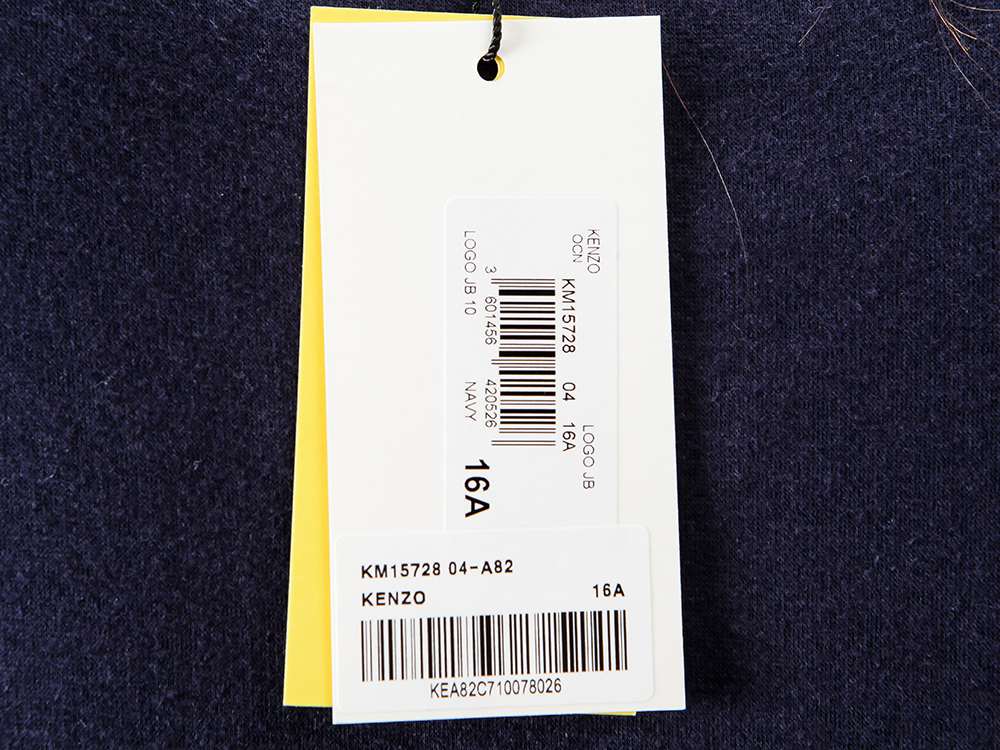 KENZO
OCN LOGO JB
KM15728 04 16A
3 601456 420526
LOGO JB 10 NAVY
16A
KM15728 04-A82
KENZO 16A
KEA82C710078026